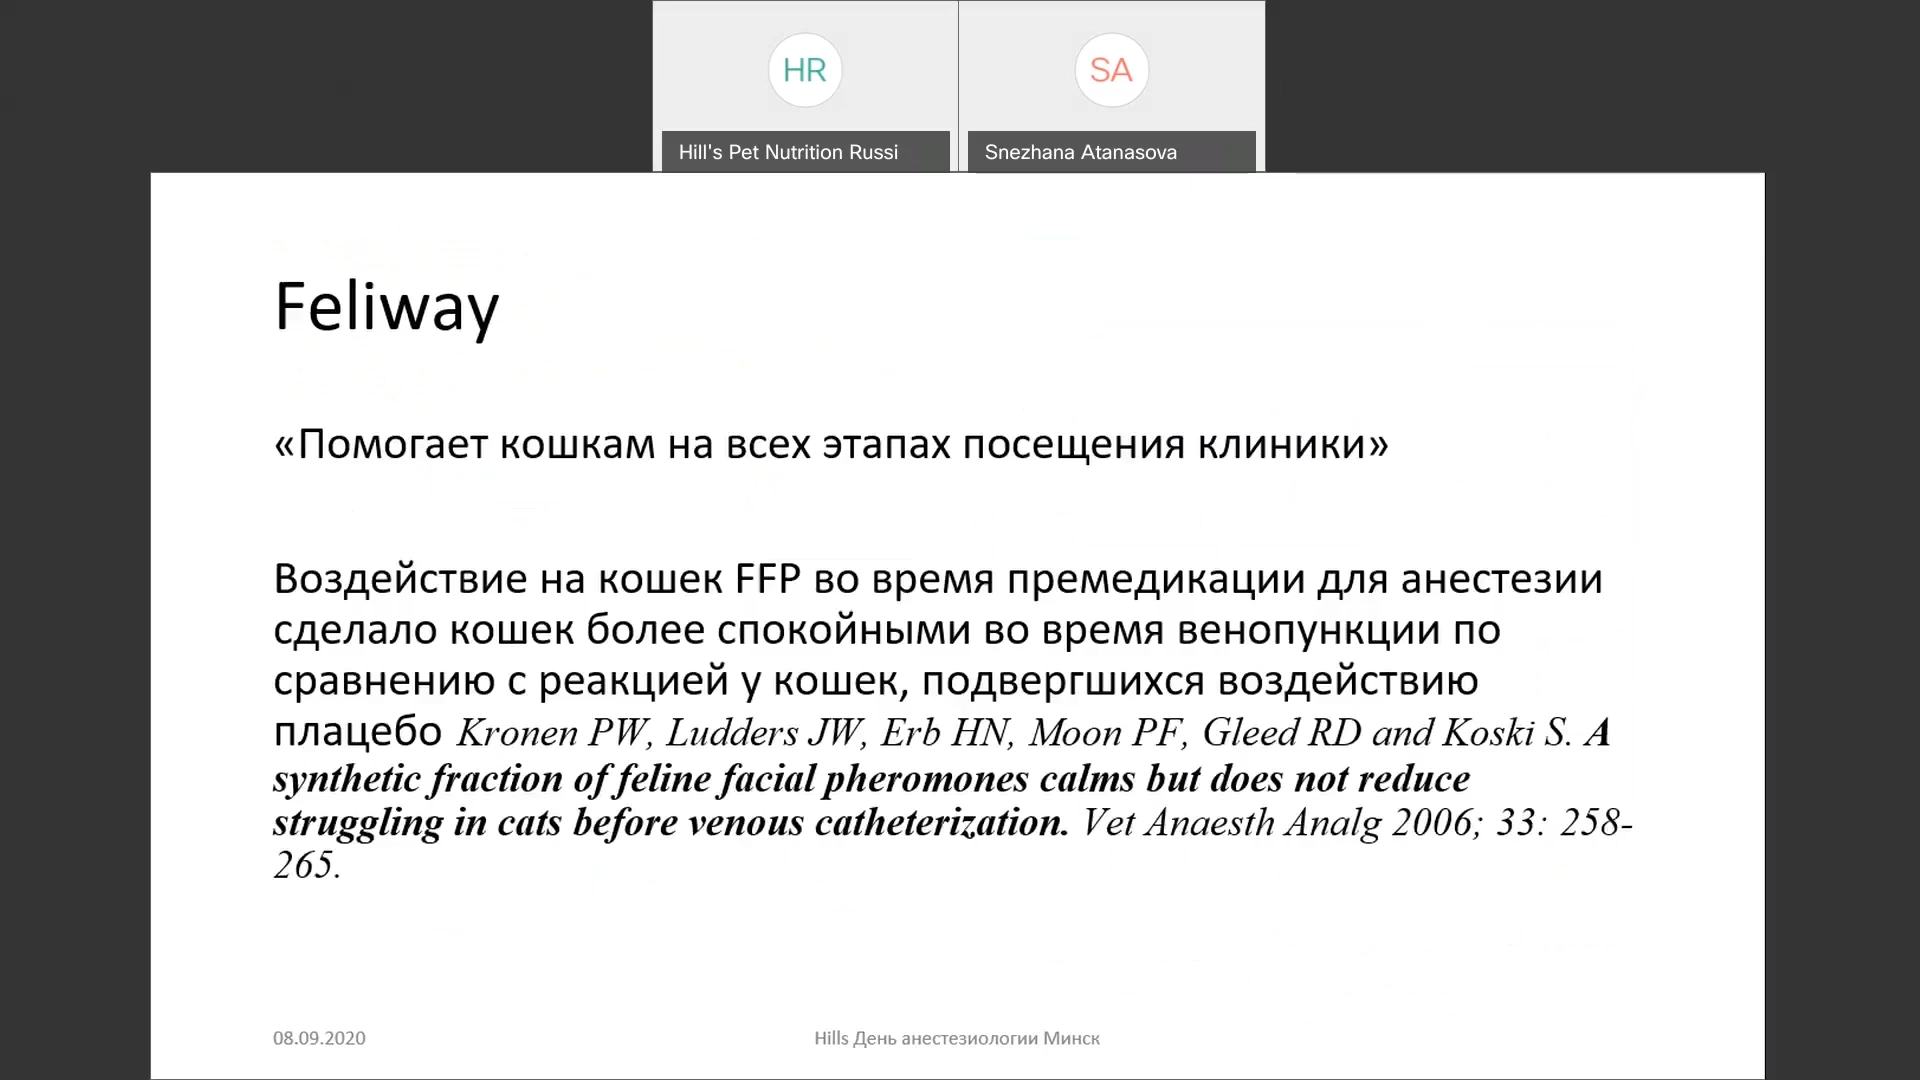 HR
SA
Hill's Pet Nutrition Russi
Snezhana Atanasova
Feliway
«Помогает кошкам на всех этапах посещения клиники»
Воздействие на кошек FFP во время премедикации для анестезии
сделало кошек более спокойными во время венопункции по
сравнению с реакцией у кошек, подвергшихся воздействию
плацебо Kronen PW, Ludders JW, Erb HN, Moon PF, Gleed RD and Koski S. A
synthetic fraction of feline facial pheromones calms but does not reduce
struggling in cats before venous catheterization. Vet Anaesth Analg 2006; 33: 258-
265.
08.09.2020
Hills День анестезиологии Минск